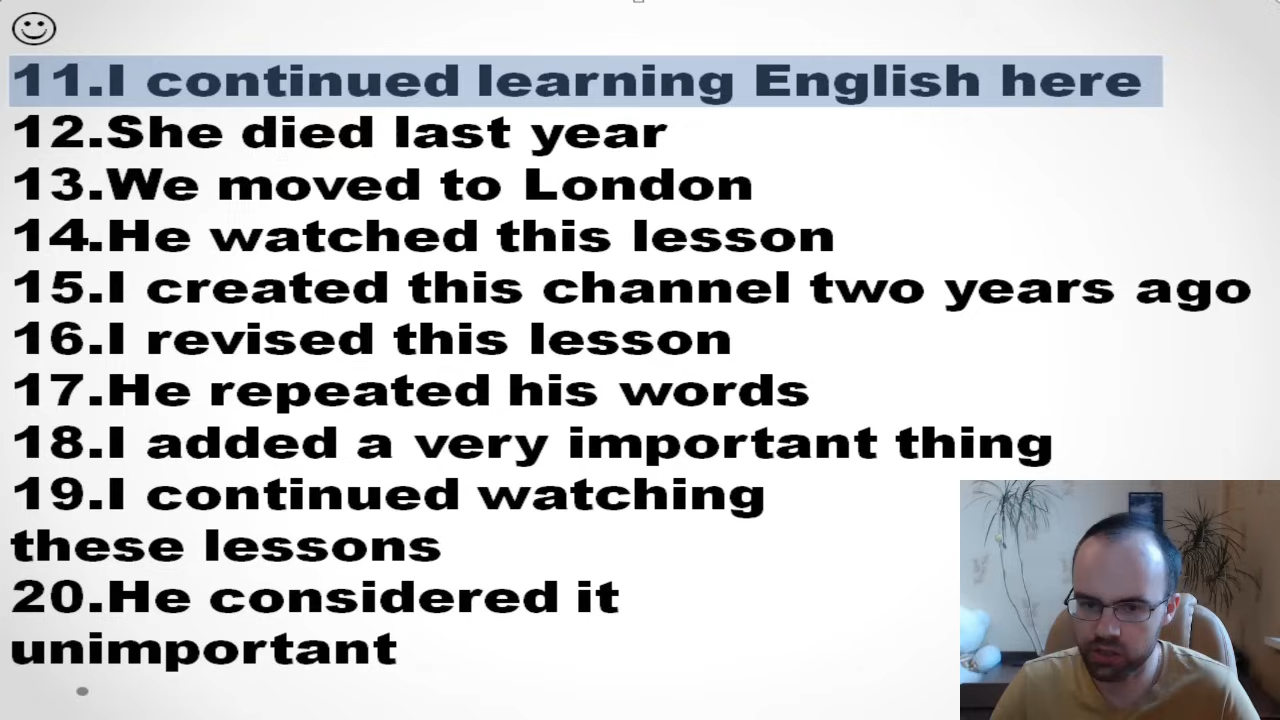 11.I continued learning English here
12.She died last year
13.We moved to London
14.He watched this lesson
15.I created this channel two years ago
16.I revised this lesson
17.He repeated his words
18.I added a very important thing
19.I continued watching
these lessons
20.He considered it
unimportant